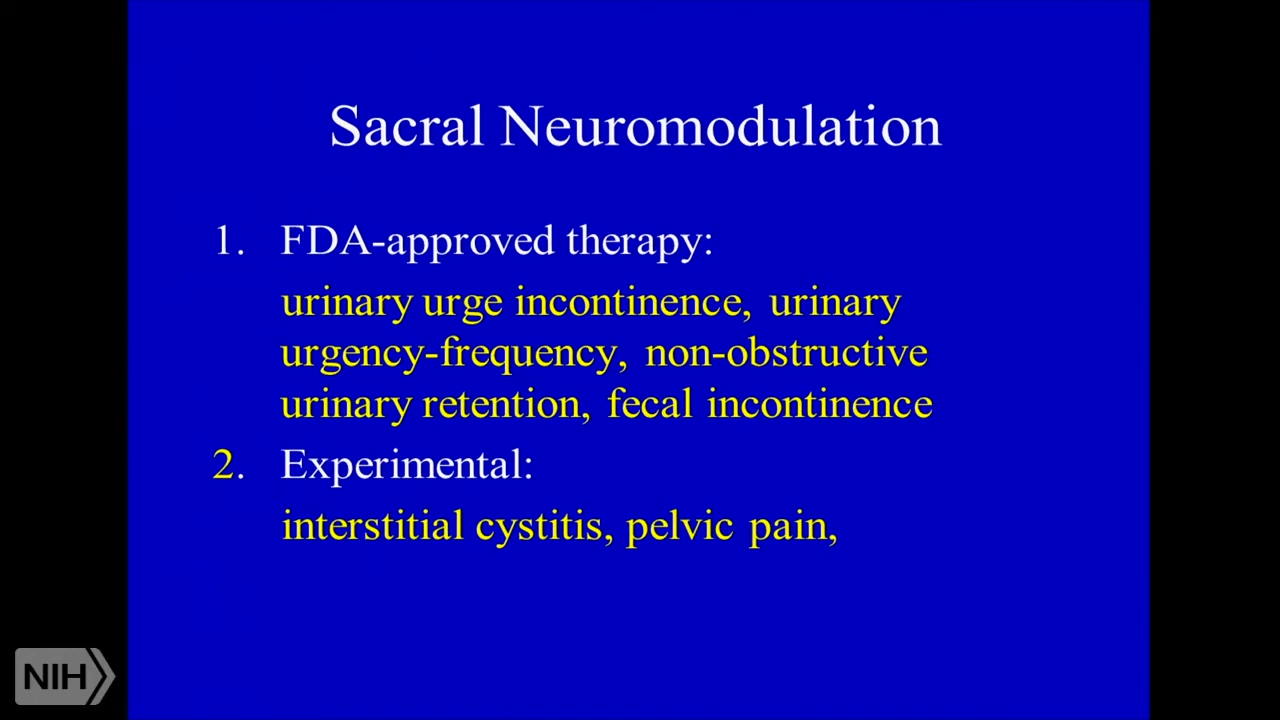 Sacral Neuromodulation
1. FDA-approved therapy:
urinary urge incontinence, urinary
urgency-frequency, non-obstructive
urinary retention, fecal incontinence
2. Experimental:
interstitial cystitis, pelvic pain,
NIH